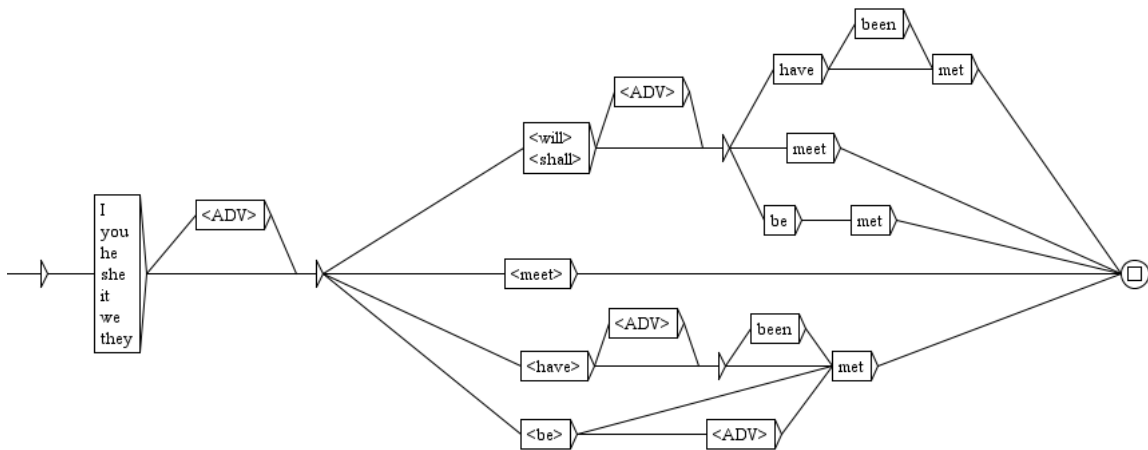 I
you
he
she
it
we
they
<ADV>
<will>
<shall>
<ADV>
have
been
met
meet
be
met
<meet>
<have>
<ADV>
been
met
<be>
<ADV>